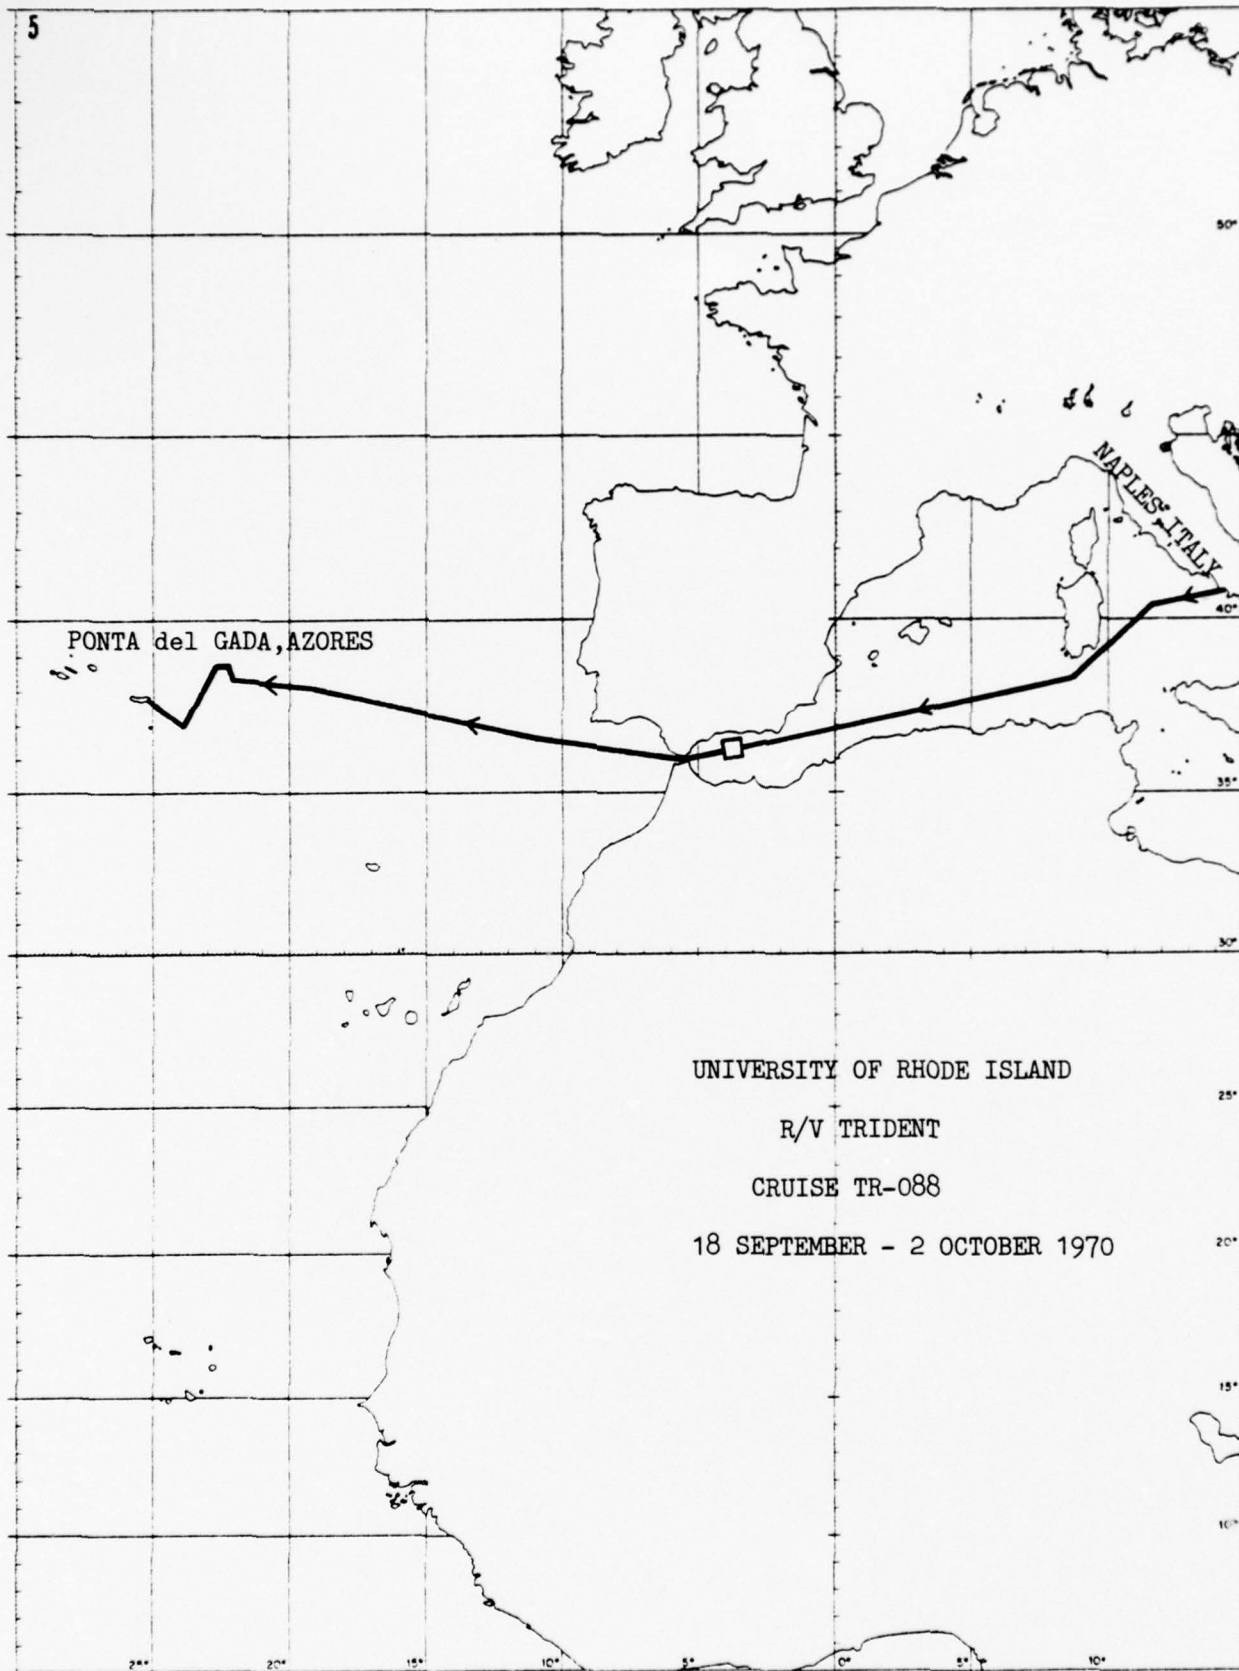 5
50°
NAPLES, ITALY
40°
PONTA del GADA, AZORES
35°
30°
UNIVERSITY OF RHODE ISLAND
25°
R/V TRIDENT
CRUISE TR-088
18 SEPTEMBER - 2 OCTOBER 1970
20°
15°
10°
25° 20° 15° 10° 5° 0° 5° 10°